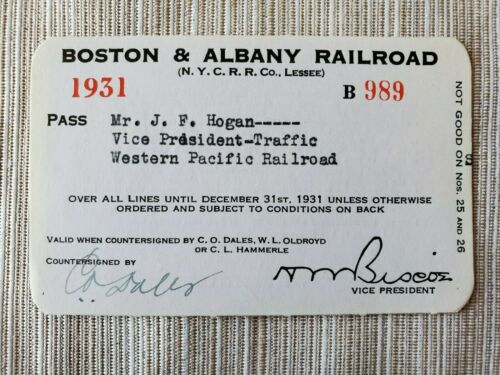 BOSTON & ALBANY RAILROAD
(N. Y. C. R. R. Co., LESSEE)
1931 B 989
PASS Mr. J. F. Hogan-----
Vice President-Traffic
Western Pacific Railroad
OVER ALL LINES UNTIL DECEMBER 31ST, 1931 UNLESS OTHERWISE
ORDERED AND SUBJECT TO CONDITIONS ON BACK
VALID WHEN COUNTERSIGNED BY C. O. DALES, W. L. OLDROYD
OR C. L. HAMMERLE
COUNTERSIGNED BY
C O Dales
H M Biscoe
VICE PRESIDENT
NOT GOOD ON NOS. 25 AND 26